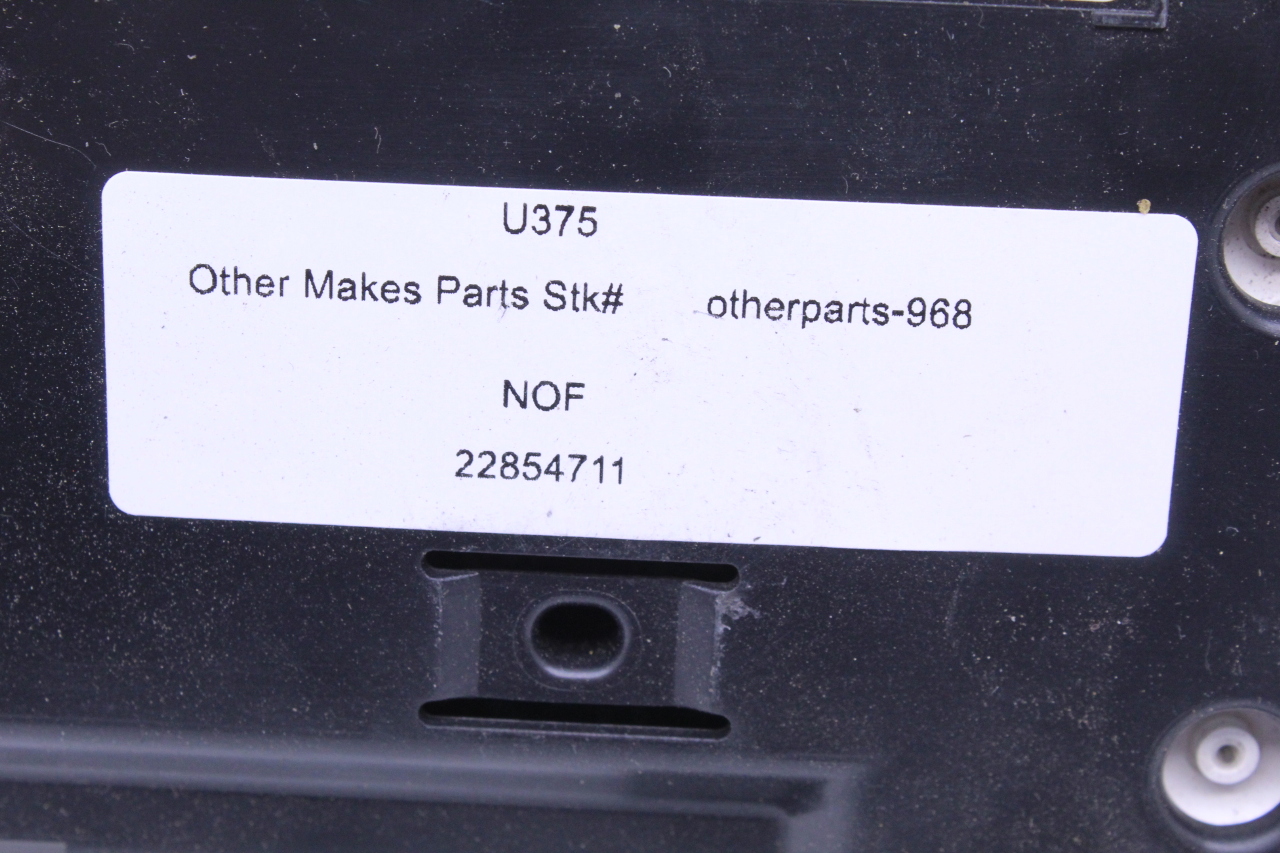 U375
Other Makes Parts Stk# otherparts-968
NOF
22854711